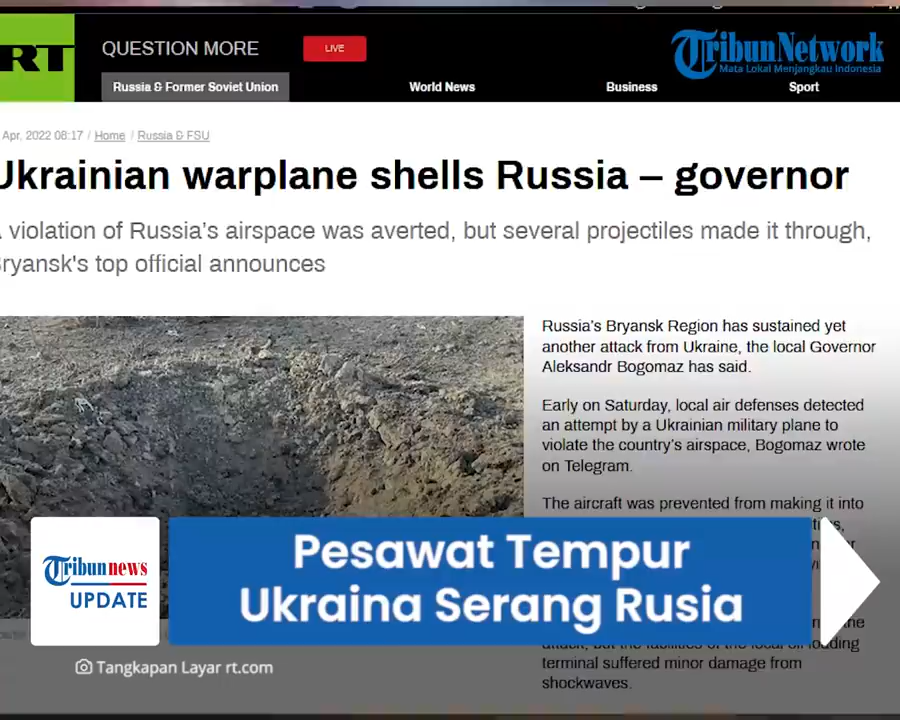 RT
QUESTION MORE
LIVE
TribunNetwork
Mata Lokal Menjangkau Indonesia
Russia & Former Soviet Union
World News
Business
Sport
Apr, 2022 08:17 / Home / Russia & FSU
Ukrainian warplane shells Russia – governor
violation of Russia's airspace was averted, but several projectiles made it through,
Bryansk's top official announces
Russia's Bryansk Region has sustained yet
another attack from Ukraine, the local Governor
Aleksandr Bogomaz has said.
Early on Saturday, local air defenses detected
an attempt by a Ukrainian military plane to
violate the country's airspace, Bogomaz wrote
on Telegram.
The aircraft was prevented from making it into
Pesawat Tempur
Ukraina Serang Rusia
Tribunnews
UPDATE
the
attack, but the facilities of the local oil loading
terminal suffered minor damage from
shockwaves.
Tangkapan Layar rt.com